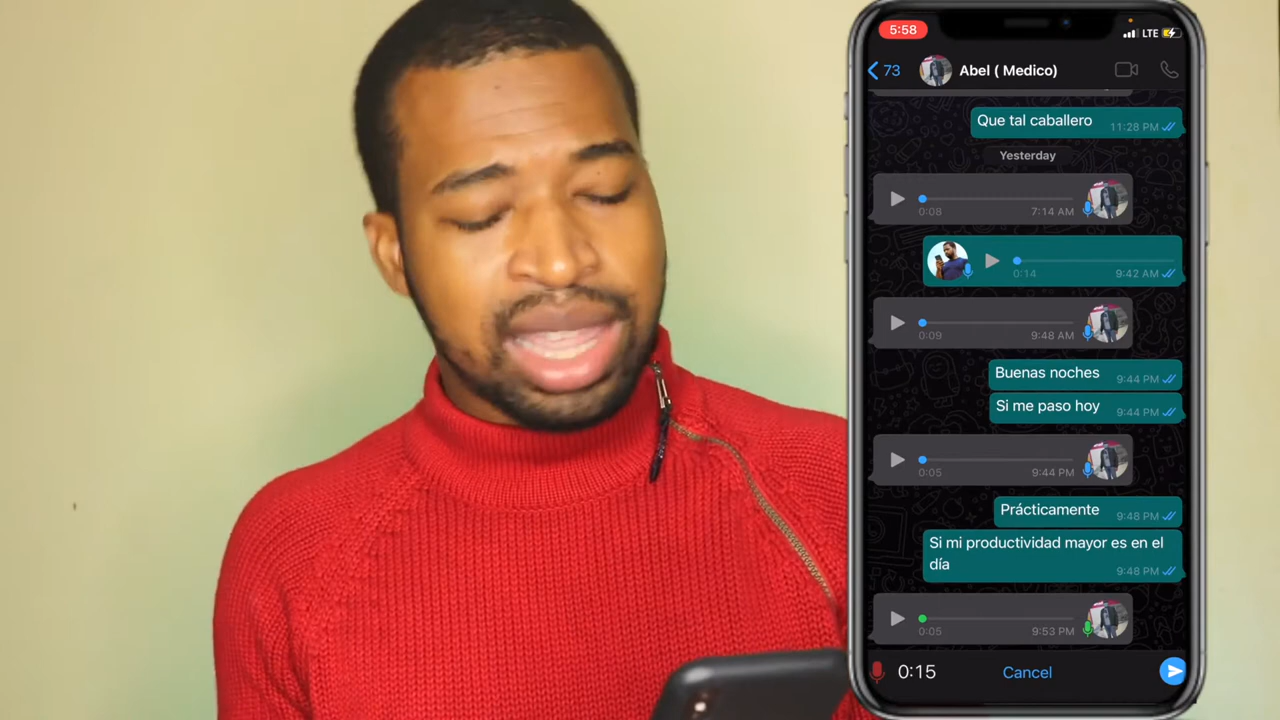 5:58
LTE
73
Abel ( Medico)
Que tal caballero
11:28 PM
Yesterday
0:08
7:14 AM
0:14
9:42 AM
0:09
9:48 AM
Buenas noches
9:44 PM
Si me paso hoy
9:44 PM
0:05
9:44 PM
Prácticamente
9:48 PM
Si mi productividad mayor es en el
día
9:48 PM
0:05
9:53 PM
0:15
Cancel